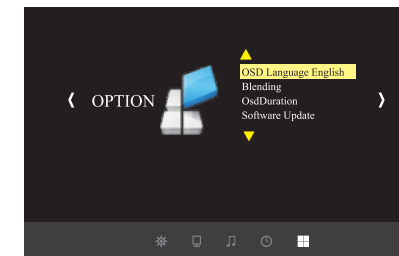 OPTION
OSD Language English
Blending
OsdDuration
Software Update